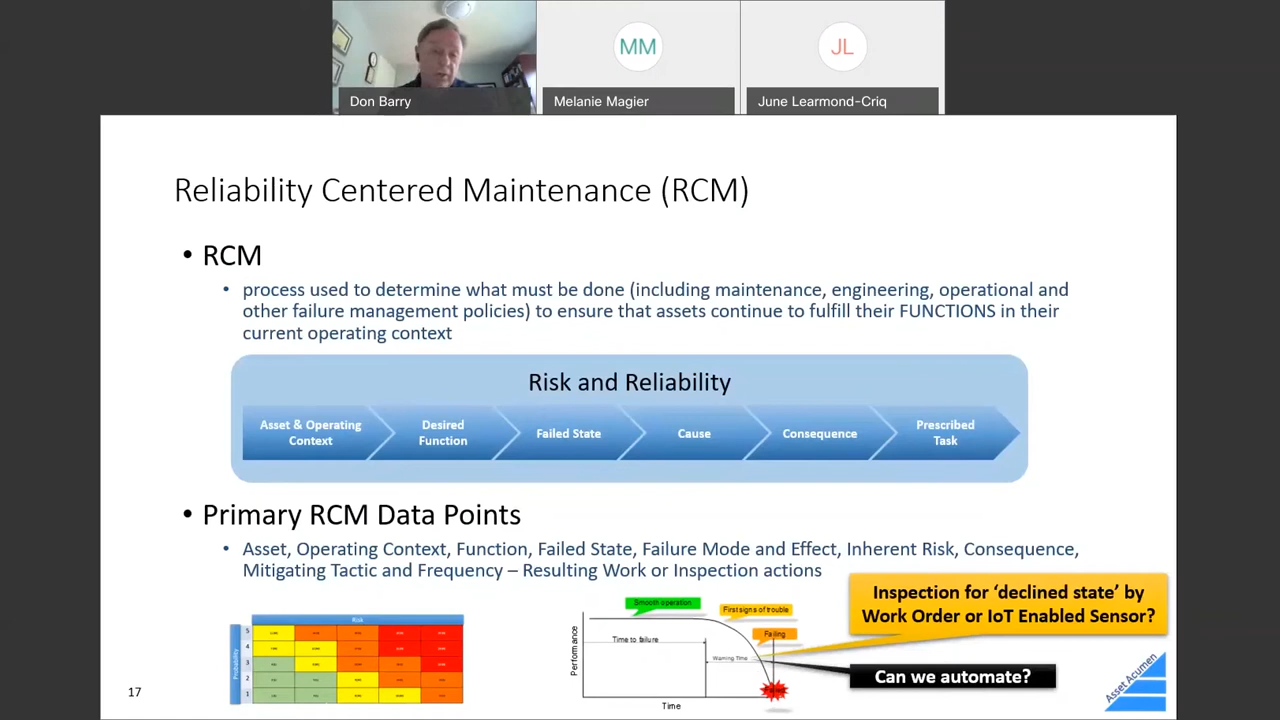 MM
JL
Don Barry
Melanie Magier
June Learmond-Criq
Reliability Centered Maintenance (RCM)
• RCM
• process used to determine what must be done (including maintenance, engineering, operational and
other failure management policies) to ensure that assets continue to fulfill their FUNCTIONS in their
current operating context
Risk and Reliability
Asset & Operating
Context
Desired
Function
Failed State
Cause
Consequence
Prescribed
Task
• Primary RCM Data Points
• Asset, Operating Context, Function, Failed State, Failure Mode and Effect, Inherent Risk, Consequence,
Mitigating Tactic and Frequency – Resulting Work or Inspection actions
Risk
Probability
5
4
3
2
1
Smooth operation
First signs of trouble
Failing
Time to failure
Warning Time
Performance
Time
Inspection for ‘declined state’ by
Work Order or IoT Enabled Sensor?
Can we automate?
Asset Acumen
17